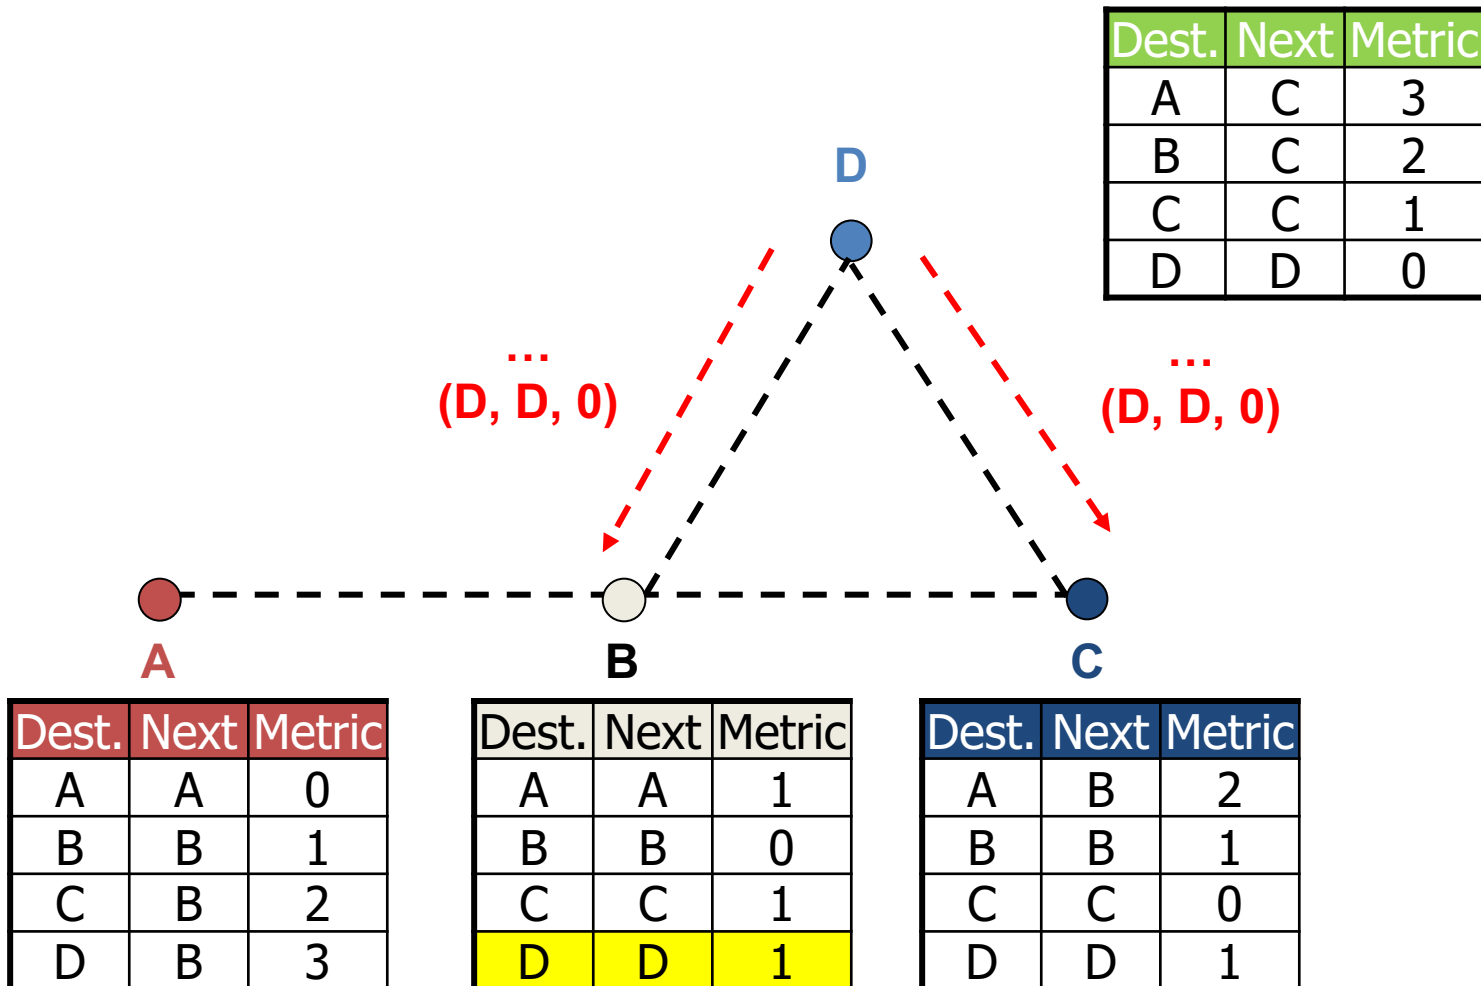 Dest. Next Metric
A C 3
B C 2
C C 1
D D 0
D
...
(D, D, 0)
...
(D, D, 0)
A
B
C
Dest. Next Metric
A A 0
B B 1
C B 2
D B 3
Dest. Next Metric
A A 1
B B 0
C C 1
D D 1
Dest. Next Metric
A B 2
B B 1
C C 0
D D 1